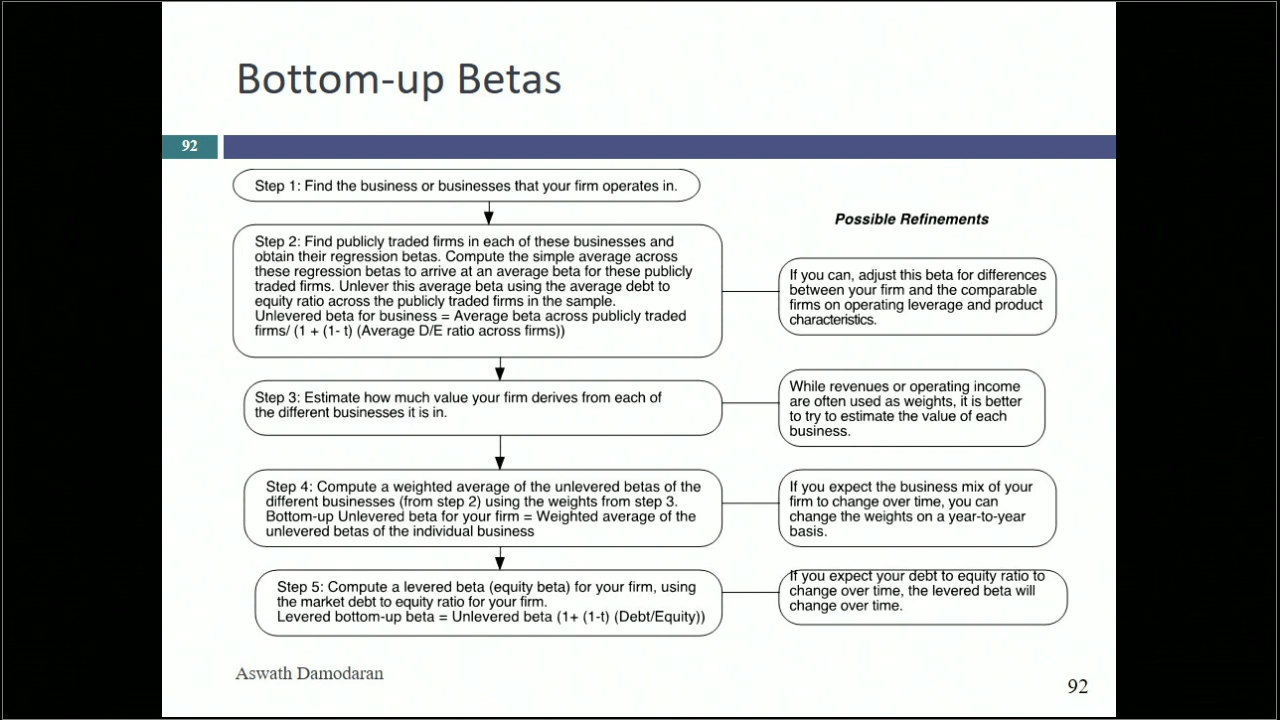 Bottom-up Betas
92
Step 1: Find the business or businesses that your firm operates in.
Possible Refinements
Step 2: Find publicly traded firms in each of these businesses and
obtain their regression betas. Compute the simple average across
these regression betas to arrive at an average beta for these publicly
traded firms. Unlever this average beta using the average debt to
equity ratio across the publicly traded firms in the sample.
Unlevered beta for business = Average beta across publicly traded
firms/ (1 + (1- t) (Average D/E ratio across firms))
If you can, adjust this beta for differences
between your firm and the comparable
firms on operating leverage and product
characteristics.
Step 3: Estimate how much value your firm derives from each of
the different businesses it is in.
While revenues or operating income
are often used as weights, it is better
to try to estimate the value of each
business.
Step 4: Compute a weighted average of the unlevered betas of the
different businesses (from step 2) using the weights from step 3.
Bottom-up Unlevered beta for your firm = Weighted average of the
unlevered betas of the individual business
If you expect the business mix of your
firm to change over time, you can
change the weights on a year-to-year
basis.
Step 5: Compute a levered beta (equity beta) for your firm, using
the market debt to equity ratio for your firm.
Levered bottom-up beta = Unlevered beta (1+ (1-t) (Debt/Equity))
If you expect your debt to equity ratio to
change over time, the levered beta will
change over time.
Aswath Damodaran
92